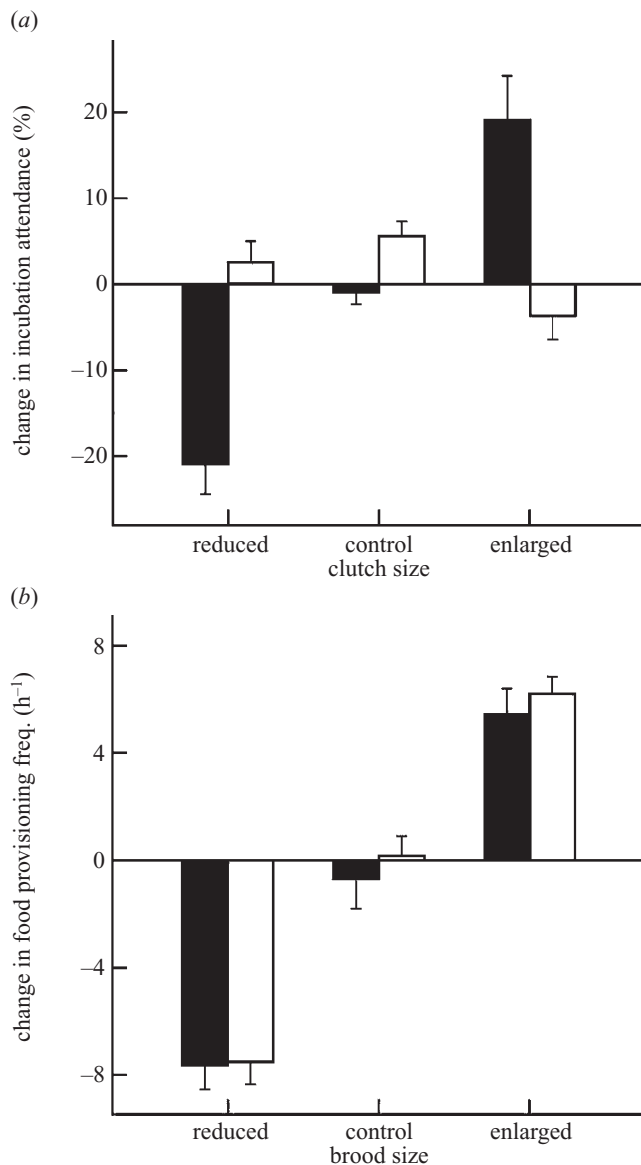 (a)
change in incubation attendance (%)
20
10
0
–10
–20
reduced control enlarged
clutch size
(b)
change in food provisioning freq. (h⁻¹)
8
4
0
–4
–8
reduced control enlarged
brood size